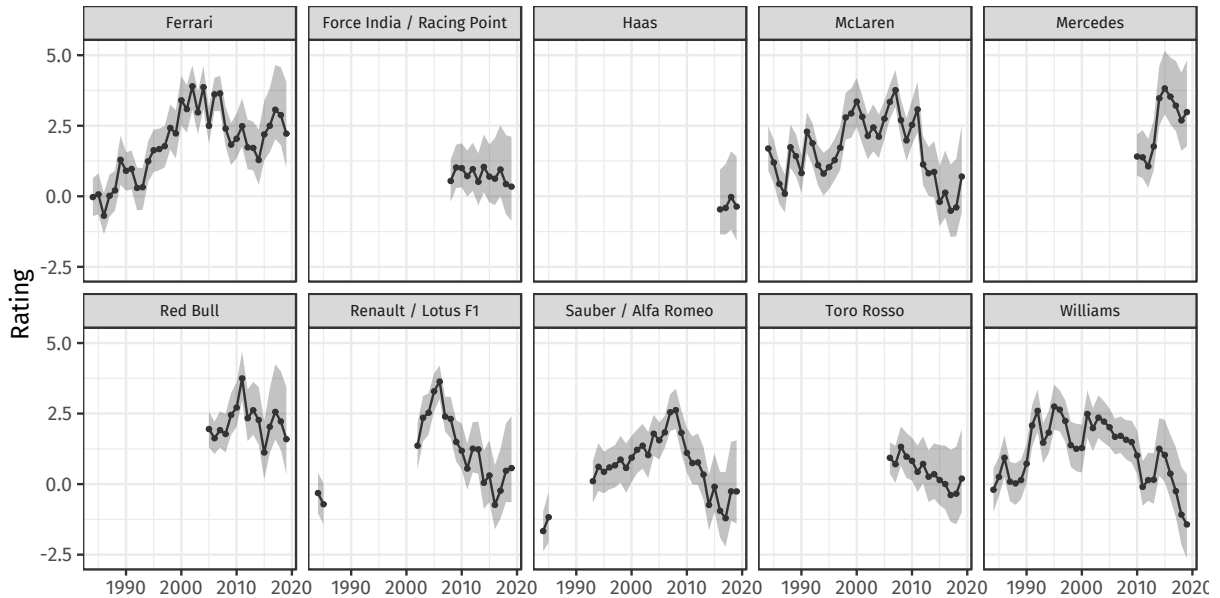 Ferrari
Force India / Racing Point
Haas
McLaren
Mercedes
5.0
2.5
0.0
-2.5
Red Bull
Renault / Lotus F1
Sauber / Alfa Romeo
Toro Rosso
Williams
5.0
2.5
0.0
-2.5
Rating
1990 2000 2010 2020 1990 2000 2010 2020 1990 2000 2010 2020 1990 2000 2010 2020 1990 2000 2010 2020